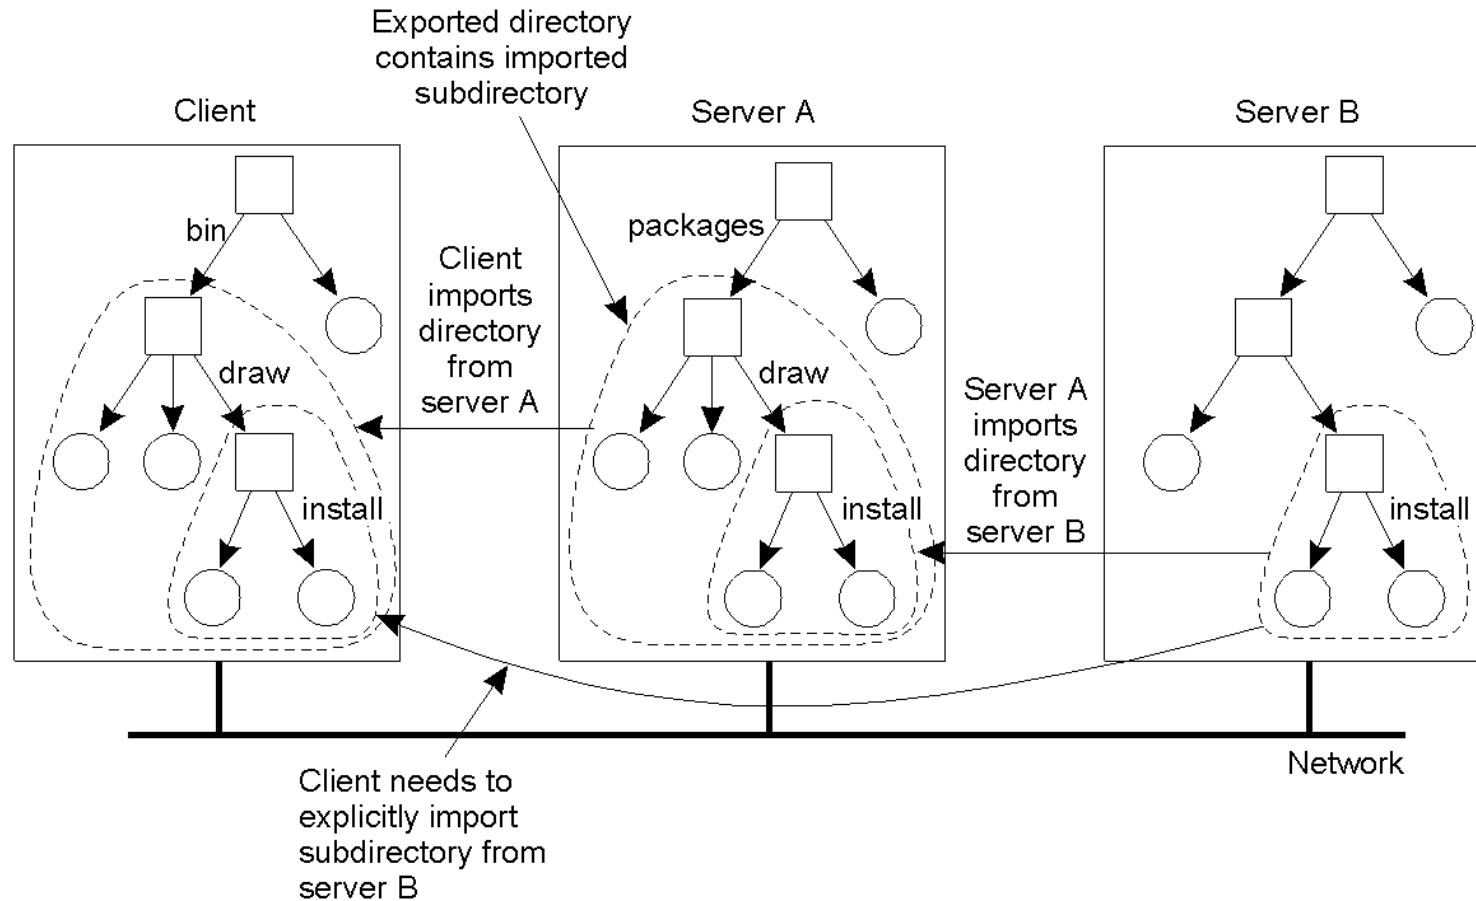 Exported directory
contains imported
subdirectory
Client
Server A
Server B
bin
packages
Client
imports
directory
from
server A
draw
draw
Server A
imports
directory
from
server B
install
install
install
Network
Client needs to
explicitly import
subdirectory from
server B